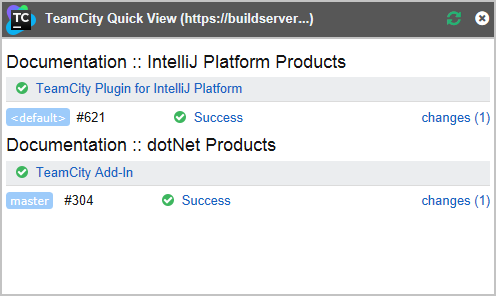 TC TeamCity Quick View (https://buildserver...)
Documentation :: IntelliJ Platform Products
TeamCity Plugin for IntelliJ Platform
<default> #621 Success changes (1)
Documentation :: dotNet Products
TeamCity Add-In
master #304 Success changes (1)